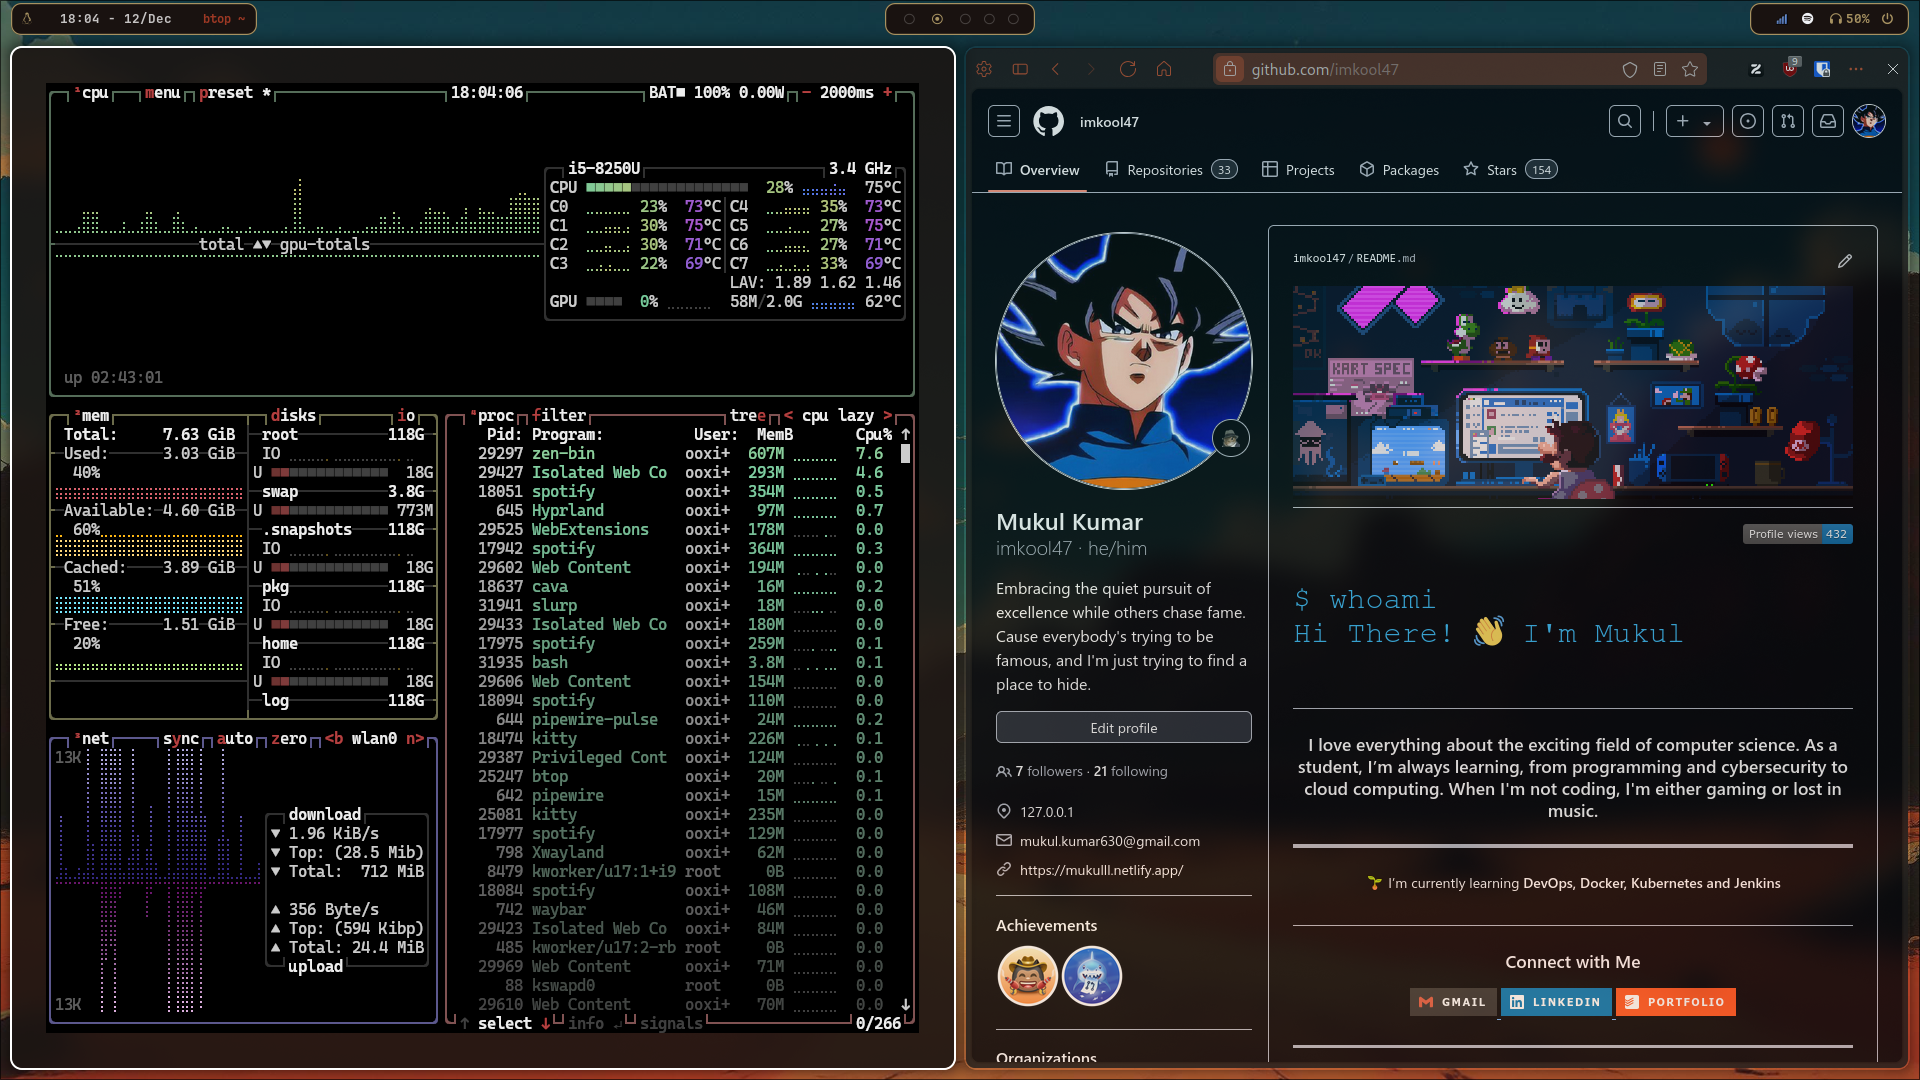 18:04 - 12/Dec btop ~
50%
¹cpu menu preset * 18:04:06 BAT■ 100% 0.00W - 2000ms +
i5-8250U 3.4 GHz
CPU 28% 75°C
C0 23% 73°C C4 35% 73°C
C1 30% 75°C C5 27% 75°C
C2 30% 71°C C6 27% 71°C
C3 22% 69°C C7 33% 69°C
LAV: 1.89 1.62 1.46
GPU 0% 58M/2.0G 62°C
total ▲▼ gpu-totals
up 02:43:01
²mem
Total: 7.63 GiB
Used: 3.03 GiB
40%
Available: 4.60 GiB
60%
Cached: 3.89 GiB
51%
Free: 1.51 GiB
20%
disks io
root 118G
IO
U 18G
swap 3.8G
U 773M
.snapshots 118G
IO
U 18G
pkg 118G
IO
U 18G
home 118G
IO
U 18G
log 118G
³net sync auto zero <b wlan0 n>
13K
download
▼ 1.96 KiB/s
▼ Top: (28.5 Mib)
▼ Total: 712 MiB
▲ 356 Byte/s
▲ Top: (594 Kibp)
▲ Total: 24.4 MiB
upload
13K
⁴proc filter tree < cpu lazy >
Pid: Program: User: MemB Cpu% ↑
29297 zen-bin ooxi+ 607M 7.6
29427 Isolated Web Co ooxi+ 293M 4.6
18051 spotify ooxi+ 354M 0.5
645 Hyprland ooxi+ 97M 0.7
29525 WebExtensions ooxi+ 178M 0.0
17942 spotify ooxi+ 364M 0.3
29602 Web Content ooxi+ 194M 0.0
18637 cava ooxi+ 16M 0.2
31941 slurp ooxi+ 18M 0.0
29433 Isolated Web Co ooxi+ 180M 0.0
17975 spotify ooxi+ 259M 0.1
31935 bash ooxi+ 3.8M 0.1
29606 Web Content ooxi+ 154M 0.0
18094 spotify ooxi+ 110M 0.0
644 pipewire-pulse ooxi+ 24M 0.2
18474 kitty ooxi+ 226M 0.1
29387 Privileged Cont ooxi+ 124M 0.0
25247 btop ooxi+ 20M 0.1
642 pipewire ooxi+ 15M 0.1
25081 kitty ooxi+ 235M 0.0
17977 spotify ooxi+ 129M 0.0
798 Xwayland ooxi+ 62M 0.0
8479 kworker/u17:1+i9 root 0B 0.0
18084 spotify ooxi+ 108M 0.0
742 waybar ooxi+ 46M 0.0
29423 Isolated Web Co ooxi+ 84M 0.0
485 kworker/u17:2-rb root 0B 0.0
29969 Web Content ooxi+ 71M 0.0
88 kswapd0 root 0B 0.0
29610 Web Content ooxi+ 70M 0.0 ↓
↑ select ↓ info ↵ signals 0/266
github.com/imkool47
9
imkool47
Overview Repositories 33 Projects Packages Stars 154
Mukul Kumar
imkool47 · he/him
Embracing the quiet pursuit of
excellence while others chase fame.
Cause everybody's trying to be
famous, and I'm just trying to find a
place to hide.
Edit profile
7 followers · 21 following
127.0.0.1
mukul.kumar630@gmail.com
https://mukulll.netlify.app/
Achievements
Organizations
imkool47/README.md
DK
KART SPEC
Profile views 432
$ whoami
Hi There! 👋 I'm Mukul
I love everything about the exciting field of computer science. As a
student, I'm always learning, from programming and cybersecurity to
cloud computing. When I'm not coding, I'm either gaming or lost in
music.
🌱 I'm currently learning DevOps, Docker, Kubernetes and Jenkins
Connect with Me
GMAIL LINKEDIN PORTFOLIO